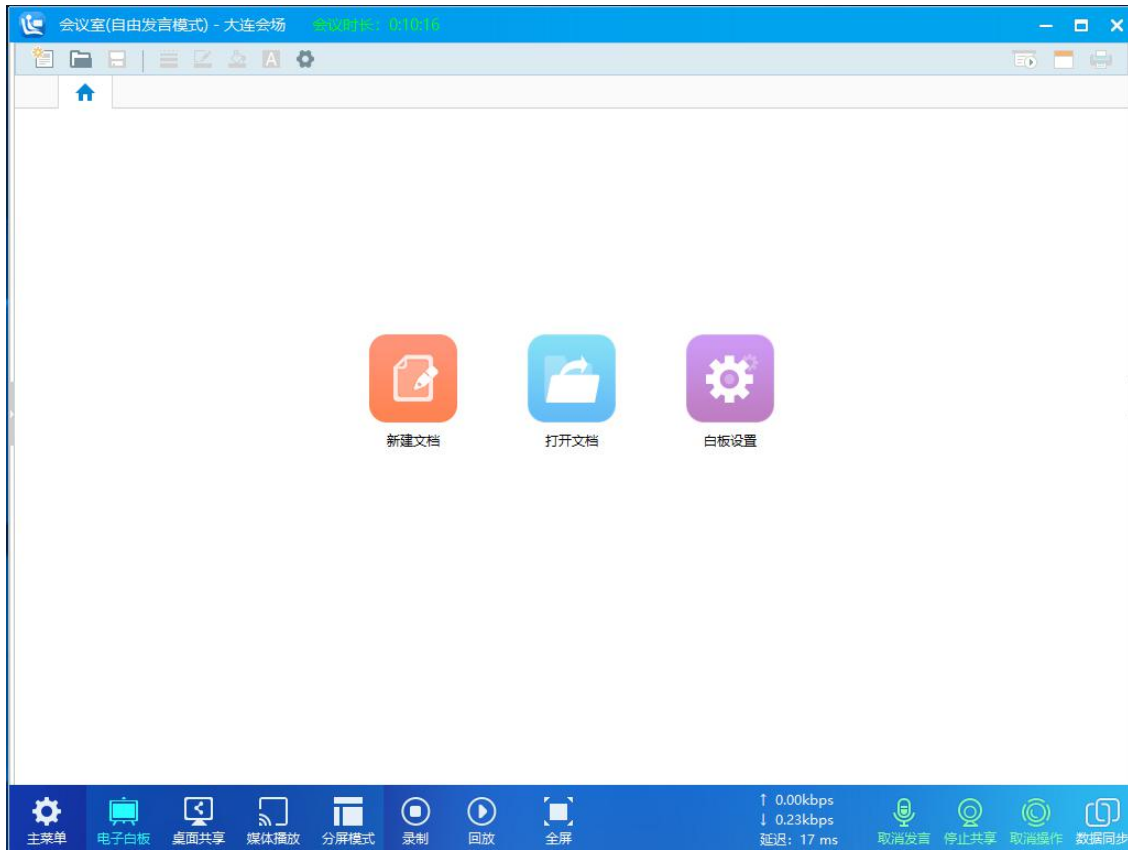 会议室(自由发言模式) - 大连会场 会议时长：0:10:16
A
新建文档 打开文档 白板设置
↑ 0.00kbps
↓ 0.23kbps
延迟：17 ms
主菜单 电子白板 桌面共享 媒体播放 分屏模式 录制 回放 全屏 取消发言 停止共享 取消操作 数据同步